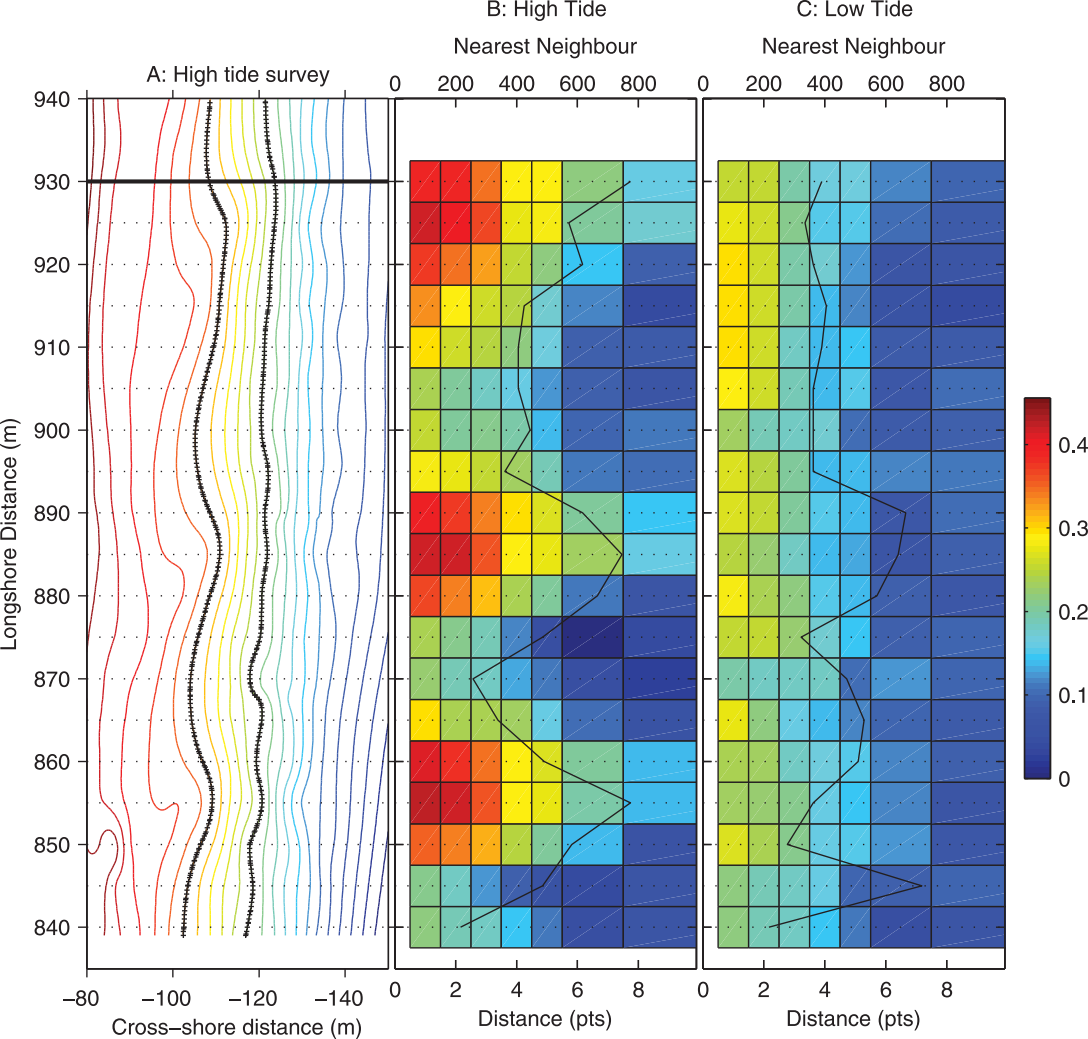 B: High Tide
C: Low Tide
Nearest Neighbour
Nearest Neighbour
A: High tide survey
0 200 400 600 800
0 200 400 600 800
940
930
920
910
900
890
880
870
860
850
840
Longshore Distance (m)
−80 −100 −120 −140
Cross−shore distance (m)
0 2 4 6 8
Distance (pts)
0 2 4 6 8
Distance (pts)
0.4
0.3
0.2
0.1
0